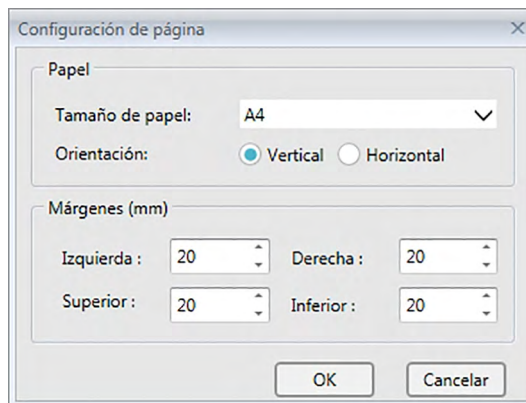 Configuración de página
Papel
Tamaño de papel: A4
Orientación: Vertical Horizontal
Márgenes (mm)
Izquierda : 20 Derecha : 20
Superior : 20 Inferior : 20
OK Cancelar